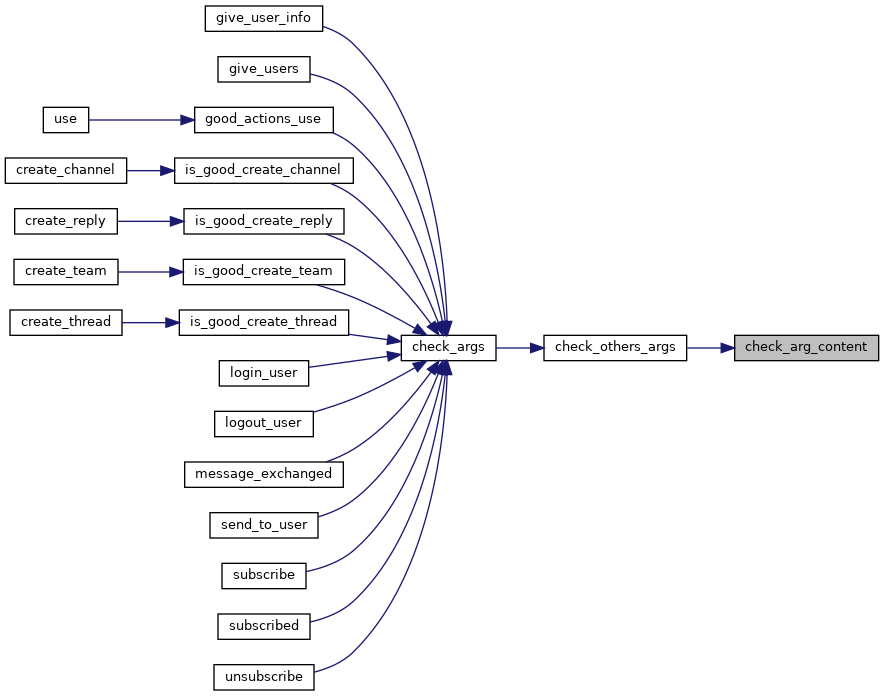 give_user_info
give_users
use
good_actions_use
create_channel
is_good_create_channel
create_reply
is_good_create_reply
create_team
is_good_create_team
create_thread
is_good_create_thread
check_args
check_others_args
check_arg_content
login_user
logout_user
message_exchanged
send_to_user
subscribe
subscribed
unsubscribe